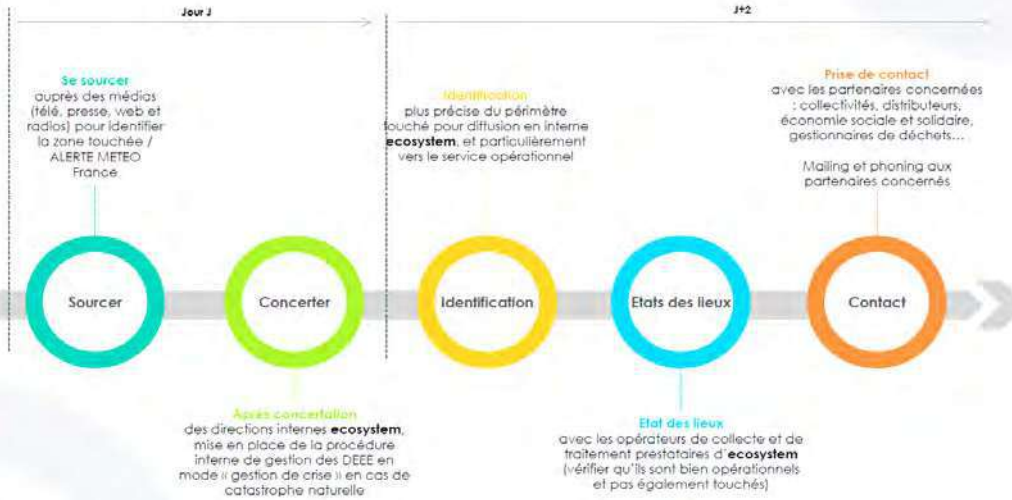 Jour J
J+2
Se sourcer
auprès des médias
(télé, presse, web et
radios) pour identifier
la zone touchée /
ALERTE METEO
France
Identification
plus précise du périmètre
touché pour diffusion en interne
ecosystem, et particulièrement
vers le service opérationnel
Prise de contact
avec les partenaires concernées
: collectivités, distributeurs,
économie sociale et solidaire,
gestionnaires de déchets...
Mailing et phoning aux
partenaires concernés
Sourcer
Concerter
Identification
Etats des lieux
Contact
Après concertation
des directions internes ecosystem,
mise en place de la procédure
interne de gestion des DEEE en
mode « gestion de crise » en cas de
catastrophe naturelle
Etat des lieux
avec les opérateurs de collecte et de
traitement prestataires d'ecosystem
(vérifier qu'ils sont bien opérationnels
et pas également touchés)